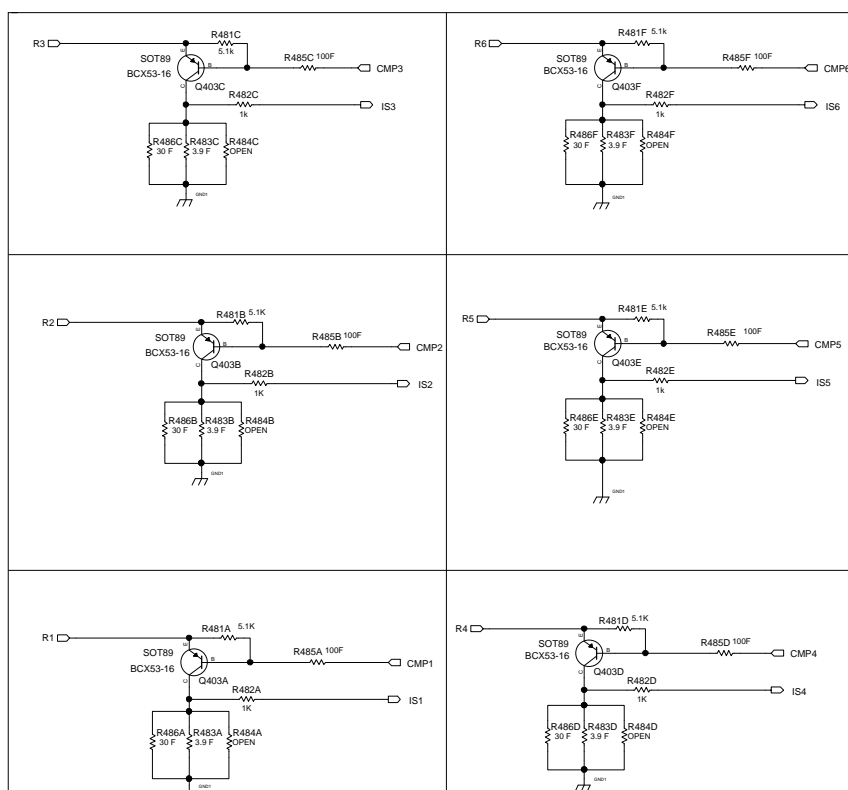 R3
R481C
5.1k
SOT89
BCX53-16
E
B
C
Q403C
R485C 100F
CMP3
R482C
1k
IS3
R486C
30 F
R483C
3.9 F
R484C
OPEN
GND1
R6
R481F 5.1k
SOT89
BCX53-16
E
B
C
Q403F
R485F 100F
CMP6
R482F
1k
IS6
R486F
30 F
R483F
3.9 F
R484F
OPEN
GND1
R2
R481B 5.1K
SOT89
BCX53-16
E
B
C
Q403B
R485B 100F
CMP2
R482B
1K
IS2
R486B
30 F
R483B
3.9 F
R484B
OPEN
GND1
R5
R481E 5.1k
SOT89
BCX53-16
E
B
C
Q403E
R485E 100F
CMP5
R482E
1k
IS5
R486E
30 F
R483E
3.9 F
R484E
OPEN
GND1
R1
R481A 5.1K
SOT89
BCX53-16
E
B
C
Q403A
R485A 100F
CMP1
R482A
1K
IS1
R486A
30 F
R483A
3.9 F
R484A
OPEN
GND1
R4
R481D 5.1K
SOT89
BCX53-16
E
B
C
Q403D
R485D 100F
CMP4
R482D
1K
IS4
R486D
30 F
R483D
3.9 F
R484D
OPEN
GND1